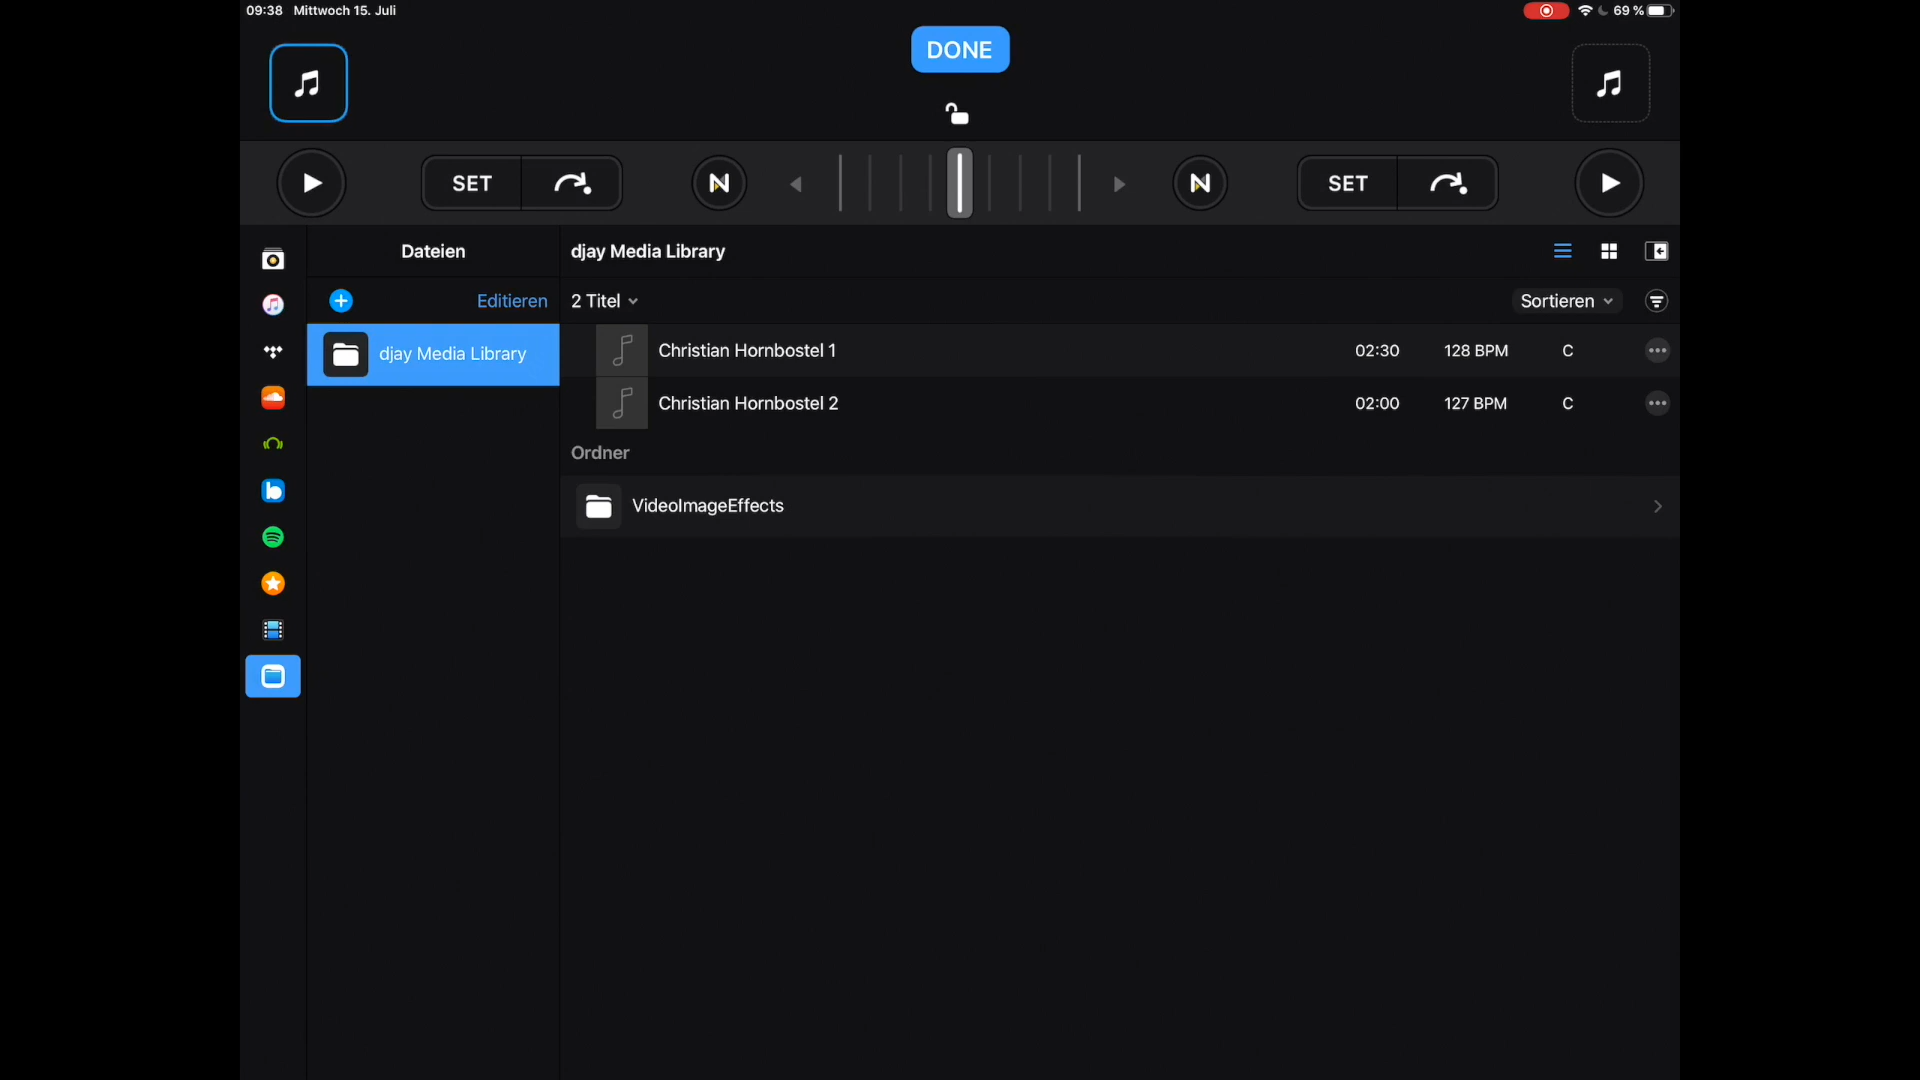 09:38 Mittwoch 15. Juli
69 %
DONE
SET
SET
Dateien
djay Media Library
Editieren
2 Titel
Sortieren
djay Media Library
Christian Hornbostel 1 02:30 128 BPM C
Christian Hornbostel 2 02:00 127 BPM C
Ordner
VideoImageEffects